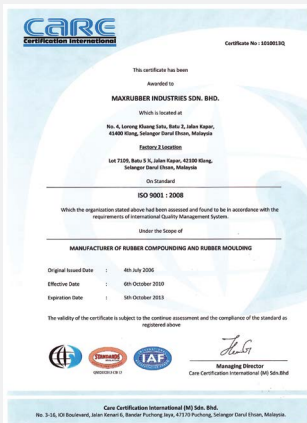 CARE
Certification International
Certificate No : 1010013Q
This certificate has been
Awarded to
MAXRUBBER INDUSTRIES SDN. BHD.
Which is located at
No. 4, Lorong Kluang Satu, Batu 2, Jalan Kapar,
41400 Klang, Selangor Darul Ehsan, Malaysia
Factory 2 Location
Lot 7109, Batu 5 ¾, Jalan Kapar, 42100 Klang,
Selangor Darul Ehsan, Malaysia
On Standard
ISO 9001 : 2008
Which the organization stated above had been assessed and found to be in accordance with the
requirements of International Quality Management System.
Under the Scope of
MANUFACTURER OF RUBBER COMPOUNDING AND RUBBER MOULDING
Original Issued Date : 4th July 2006
Effective Date : 6th October 2010
Expiration Date : 5th October 2013
The validity of the certificate is subject to the continue assessment and the compliance of the standard as
registered above
STANDARDS
IAF
Managing Director
Care Certification International (M) Sdn.Bhd
Care Certification International (M) Sdn. Bhd.
No. 3-16, IOI Boulevard, Jalan Kenari 6, Bandar Puchong Jaya, 47170 Puchong, Selangor Darul Ehsan, Malaysia.